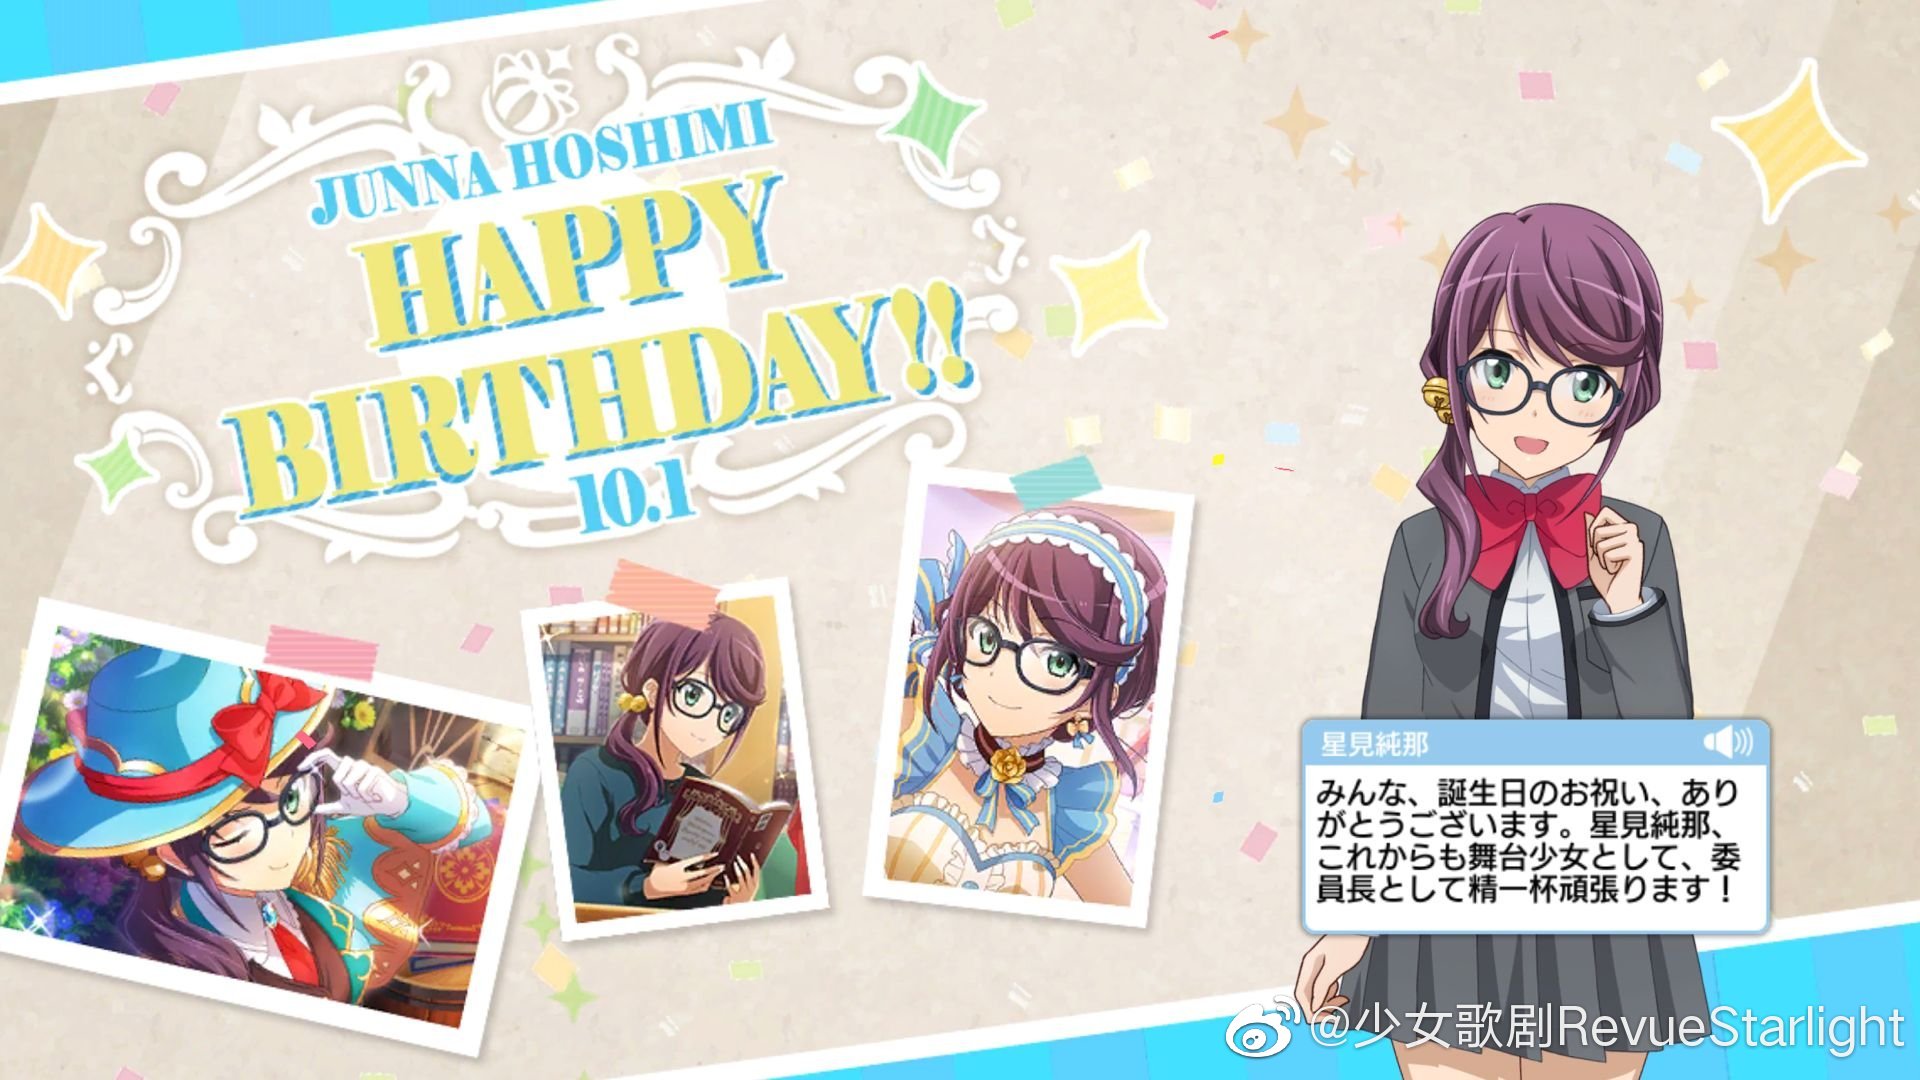 JUNNA HOSHIMI
HAPPY
BIRTHDAY!!
10.1
星見純那
みんな、誕生日のお祝い、あり
がとうございます。星見純那、
これからも舞台少女として、委
員長として精一杯頑張ります！
@少女歌剧RevueStarlight